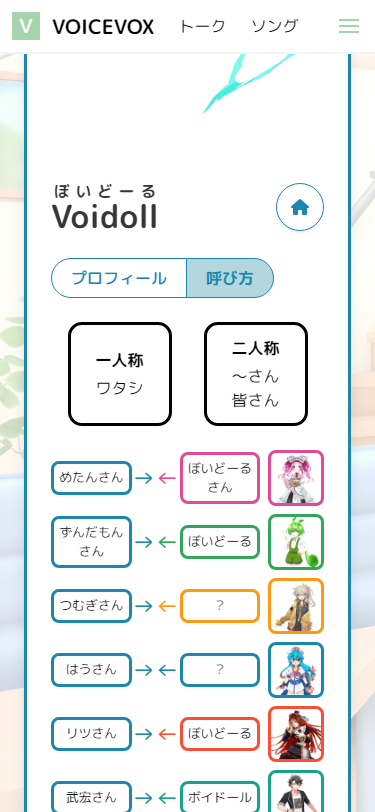 V VOICEVOX トーク ソング
ぼいどーる
Voidoll
プロフィール 呼び方
一人称
ワタシ
二人称
〜さん
皆さん
めたんさん
ぼいどーる
さん
ずんだもん
さん
ぼいどーる
つむぎさん
?
はうさん
?
リツさん
ぼいどーる
武宏さん
ボイドール